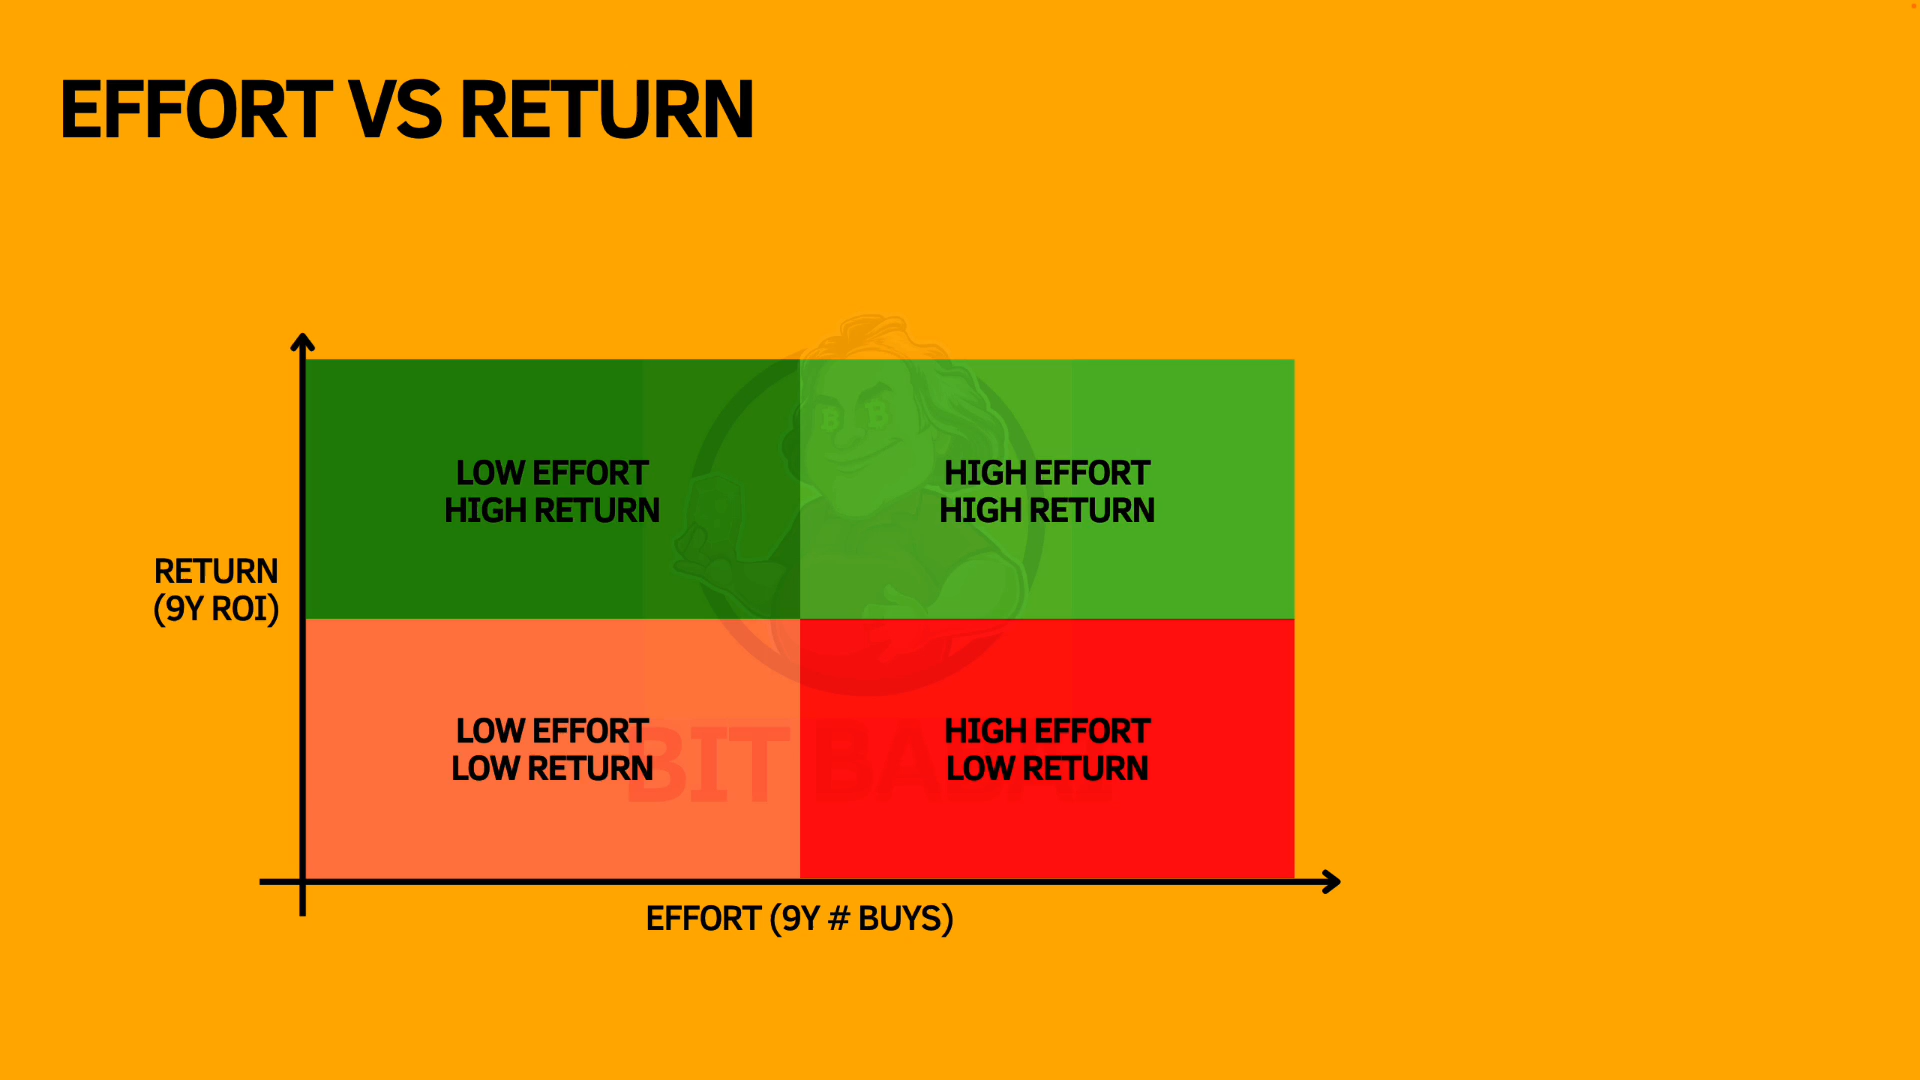 EFFORT VS RETURN
LOW EFFORT
HIGH RETURN
HIGH EFFORT
HIGH RETURN
RETURN
(9Y ROI)
LOW EFFORT
LOW RETURN
HIGH EFFORT
LOW RETURN
BIT
EFFORT (9Y # BUYS)